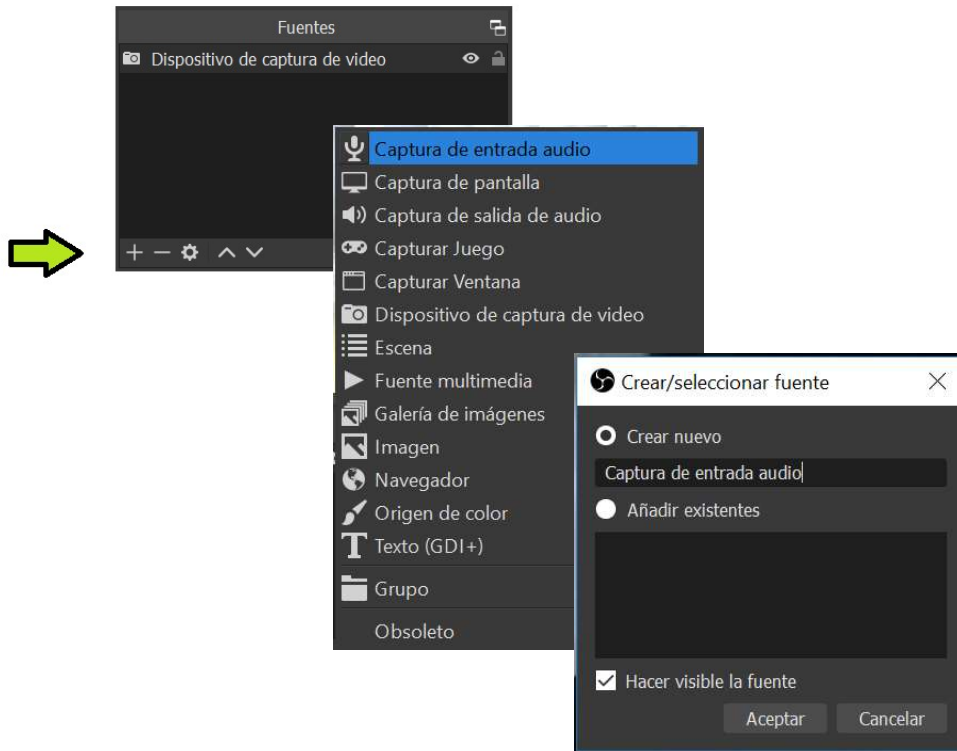 Fuentes
Dispositivo de captura de video
Captura de entrada audio
Captura de pantalla
Captura de salida de audio
Capturar Juego
Capturar Ventana
Dispositivo de captura de video
Escena
Fuente multimedia
Galería de imágenes
Imagen
Navegador
Origen de color
Texto (GDI+)
Grupo
Obsoleto
Crear/seleccionar fuente
Crear nuevo
Captura de entrada audio
Añadir existentes
Hacer visible la fuente
Aceptar Cancelar